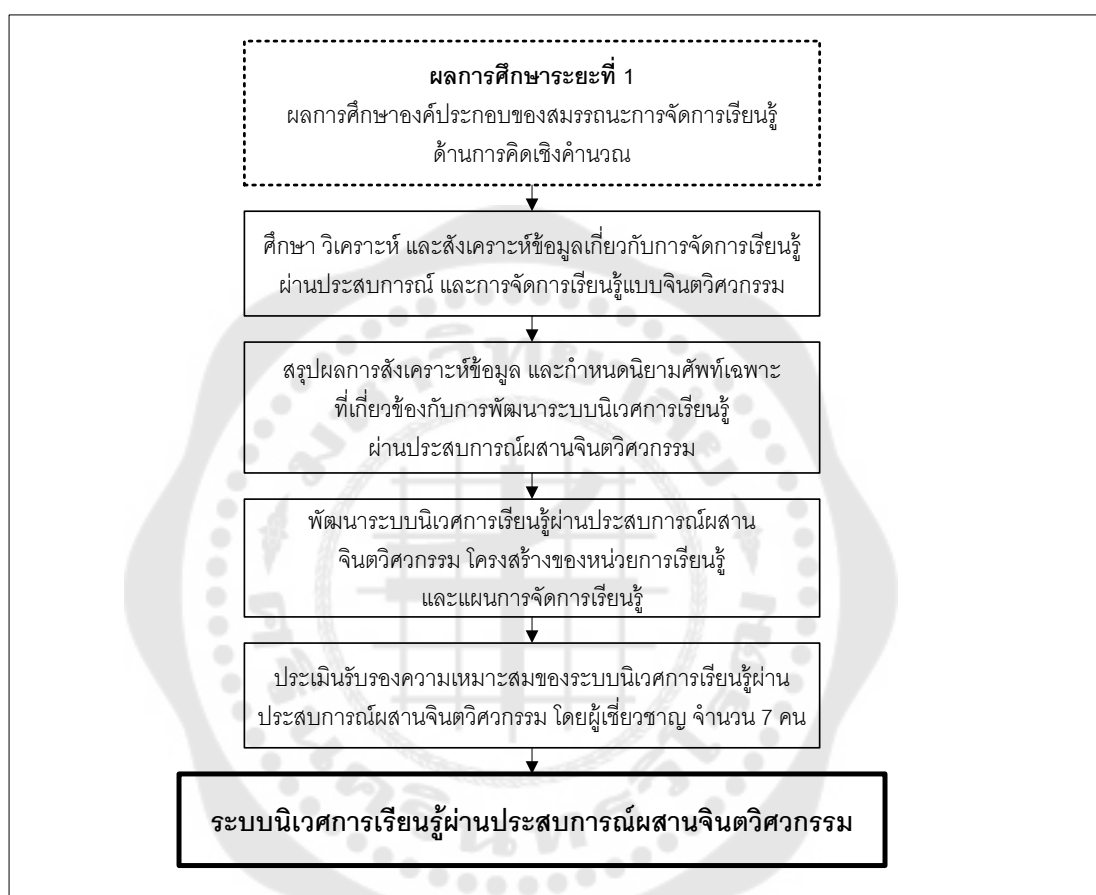 ผลการศึกษาระยะที่ 1
ผลการศึกษาองค์ประกอบของสมรรถนะการจัดการเรียนรู้
ด้านการคิดเชิงคำนวณ
ศึกษา วิเคราะห์ และสังเคราะห์ข้อมูลเกี่ยวกับการจัดการเรียนรู้
ผ่านประสบการณ์ และการจัดการเรียนรู้แบบจินตวิศวกรรม
สรุปผลการสังเคราะห์ข้อมูล และกำหนดนิยามศัพท์เฉพาะ
ที่เกี่ยวข้องกับการพัฒนาระบบนิเวศการเรียนรู้
ผ่านประสบการณ์ผสานจินตวิศวกรรม
พัฒนาระบบนิเวศการเรียนรู้ผ่านประสบการณ์ผสาน
จินตวิศวกรรม โครงสร้างของหน่วยการเรียนรู้
และแผนการจัดการเรียนรู้
ประเมินรับรองความเหมาะสมของระบบนิเวศการเรียนรู้ผ่าน
ประสบการณ์ผสานจินตวิศวกรรม โดยผู้เชี่ยวชาญ จำนวน 7 คน
ระบบนิเวศการเรียนรู้ผ่านประสบการณ์ผสานจินตวิศวกรรม